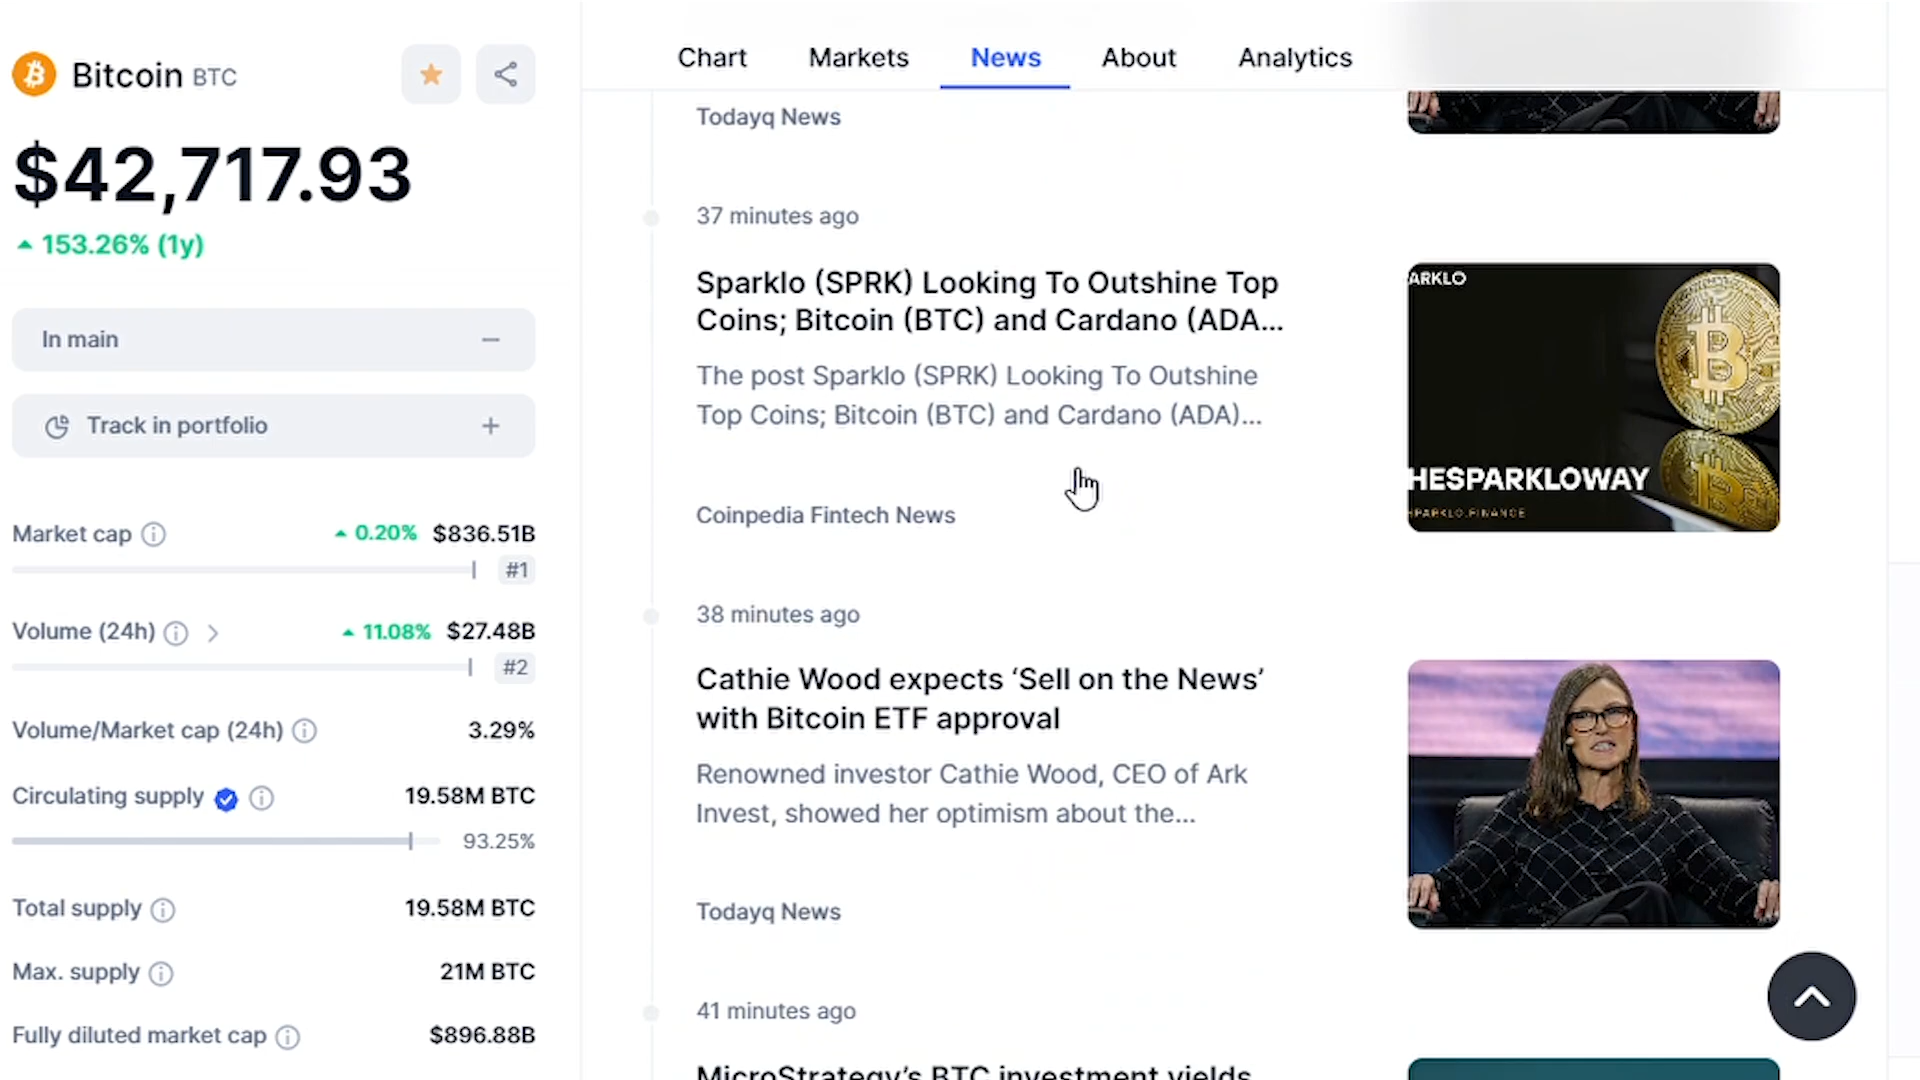 Bitcoin BTC
$42,717.93
153.26% (1y)
In main
Track in portfolio
Market cap 0.20% $836.51B
#1
Volume (24h) 11.08% $27.48B
#2
Volume/Market cap (24h) 3.29%
Circulating supply 19.58M BTC
93.25%
Total supply 19.58M BTC
Max. supply 21M BTC
Fully diluted market cap $896.88B
Chart Markets News About Analytics
Todayq News
37 minutes ago
Sparklo (SPRK) Looking To Outshine Top
Coins; Bitcoin (BTC) and Cardano (ADA...
The post Sparklo (SPRK) Looking To Outshine
Top Coins; Bitcoin (BTC) and Cardano (ADA)...
Coinpedia Fintech News
ARKLO
HESPARKLOWAY
SPARKLO.FINANCE
38 minutes ago
Cathie Wood expects ‘Sell on the News’
with Bitcoin ETF approval
Renowned investor Cathie Wood, CEO of Ark
Invest, showed her optimism about the...
Todayq News
41 minutes ago
MicroStrategy’s BTC investment yields